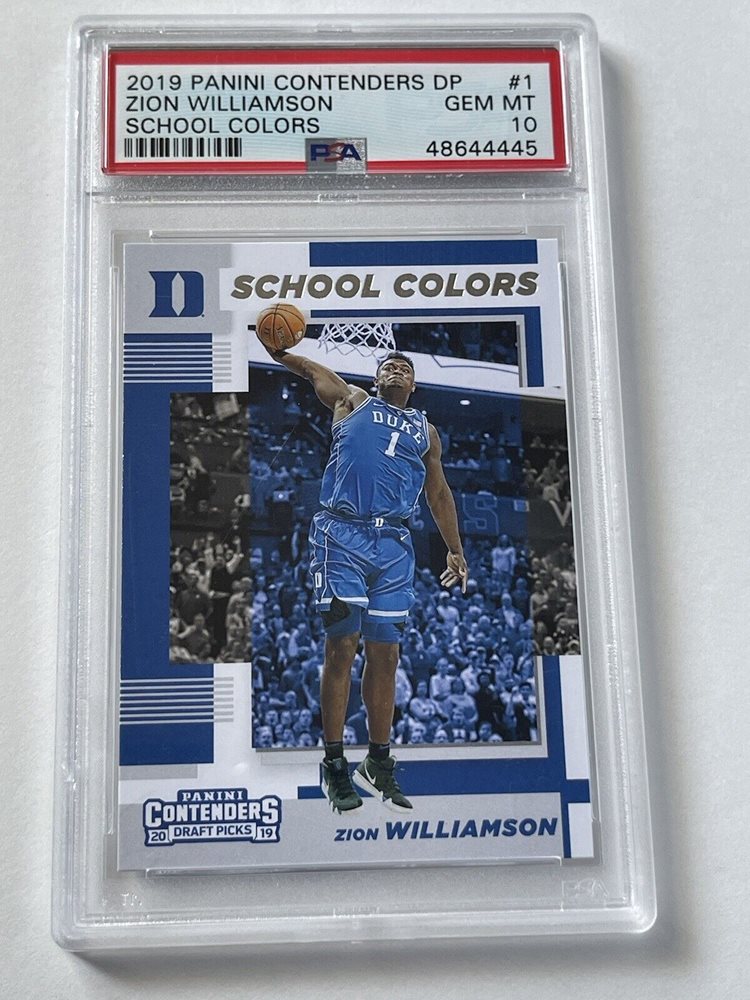 2019 PANINI CONTENDERS DP #1
ZION WILLIAMSON GEM MT
SCHOOL COLORS 10
PSA 48644445
D
SCHOOL COLORS
DUKE
1
D
D
PANINI
CONTENDERS
20 DRAFT PICKS 19
ZION WILLIAMSON
PSA